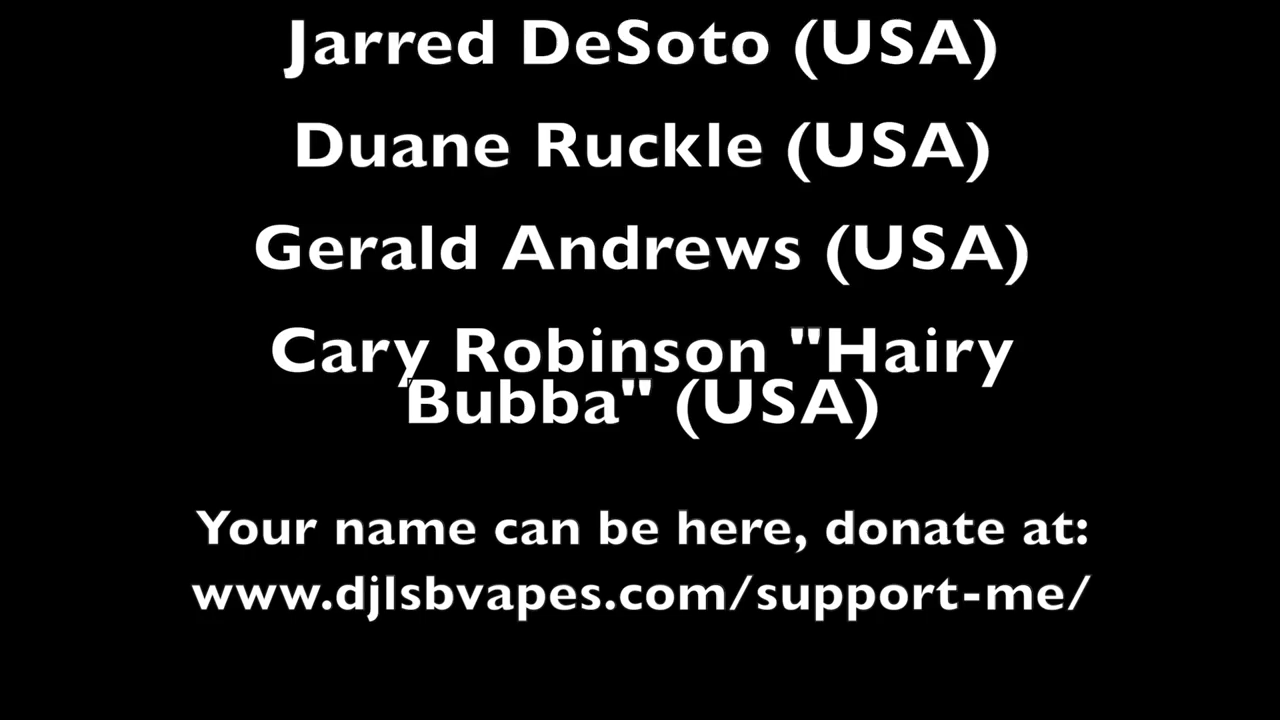 Jarred DeSoto (USA)
Duane Ruckle (USA)
Gerald Andrews (USA)
Cary Robinson "Hairy
Bubba" (USA)
Your name can be here, donate at:
www.djlsbvapes.com/support-me/